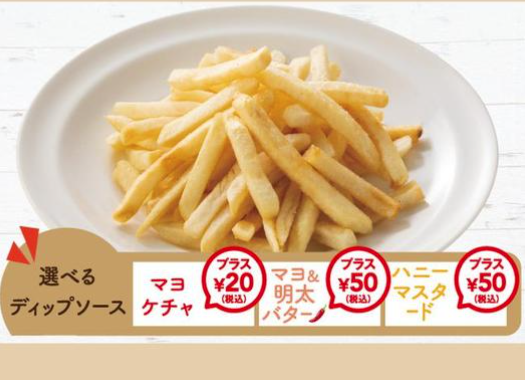 選べる
ディップソース
マヨ
ケチャ
プラス
¥20
(税込)
マヨ&
明太
バター
プラス
¥50
(税込)
ハニー
マスタ
ード
プラス
¥50
(税込)